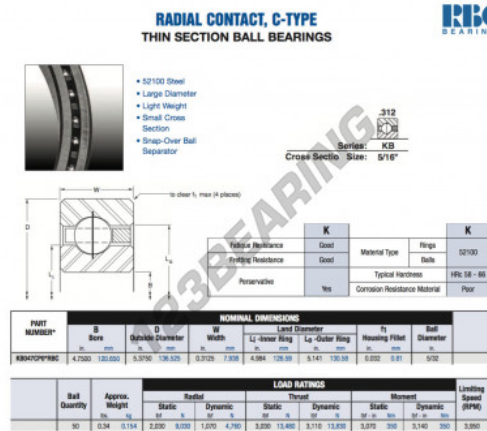 RADIAL CONTACT, C-TYPE
THIN SECTION BALL BEARINGS
RBC
BEARIN
• 52100 Steel
• Large Diameter
• Light Weight
• Small Cross
Section
• Snap-Over Ball
Separator
.312
Series: KB
Cross Sectio Size: 5/16"
W
to clear f₁ max (4 places)
D
B
K K
Fatigue Resistance Good Material Type Rings 52100
Fretting Resistance Good Balls
Perservative Yes Typical Hardness HRc 58 - 66
Corrosion Resistance Material Poor
PART NUMBER* NOMINAL DIMENSIONS
B Bore D Outside Diameter W Width Land Diameter f₁ Housing Fillet Ball Diameter
Lᵢ -Inner Ring Lₒ -Outer Ring
in. mm in. mm in. mm in. mm in. mm in. mm in.
KB047CP0*RBC 4.7500 120.650 5.3750 136.525 0.3125 7.938 4.984 126.59 5.141 130.58 0.032 0.81 5/32
LOAD RATINGS
Ball Quantity Approx. Weight Radial Thrust Moment Limiting Speed (RPM)
Static Dynamic Static Dynamic Static Dynamic
lbs. kg lbf N lbf N lbf N lbf N lbf - in Nm lbf - in Nm
50 0.34 0.154 2,030 9,030 1,070 4,760 3,030 13,480 3,110 13,830 3,070 350 3,140 350 3,950
123BEARING